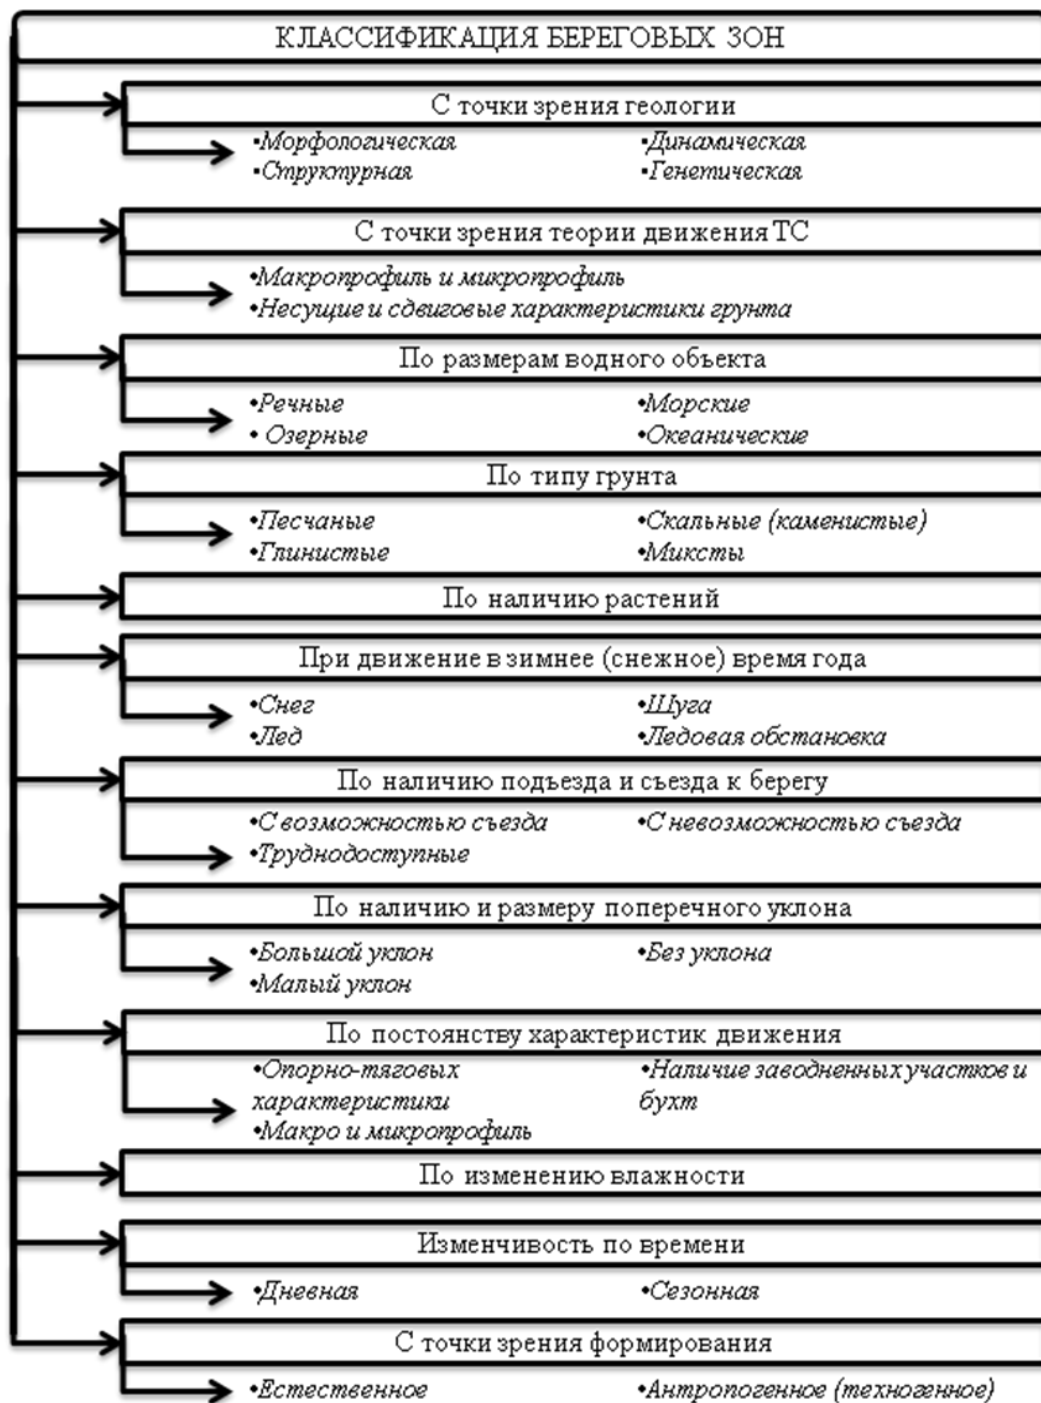 КЛАССИФИКАЦИЯ БЕРЕГОВЫХ ЗОН
С точки зрения геологии
•Морфологическая
•Динамическая
•Структурная
•Генетическая
С точки зрения теории движения ТС
•Макропрофиль и микропрофиль
•Несущие и сдвиговые характеристики грунта
По размерам водного объекта
•Речные
•Морские
• Озерные
•Океанические
По типу грунта
•Песчаные
•Скальные (каменистые)
•Глинистые
•Миксты
По наличию растений
При движение в зимнее (снежное) время года
•Снег
•Шуга
•Лед
•Ледовая обстановка
По наличию подъезда и съезда к берегу
•С возможностью съезда
•С невозможностью съезда
•Труднодоступные
По наличию и размеру поперечного уклона
•Большой уклон
•Без уклона
•Малый уклон
По постоянству характеристик движения
•Опорно-тяговых
характеристики
•Макро и микропрофиль
•Наличие заводненных участков и
бухт
По изменению влажности
Изменчивость по времени
•Дневная
•Сезонная
С точки зрения формирования
•Естественное
•Антропогенное (техногенное)